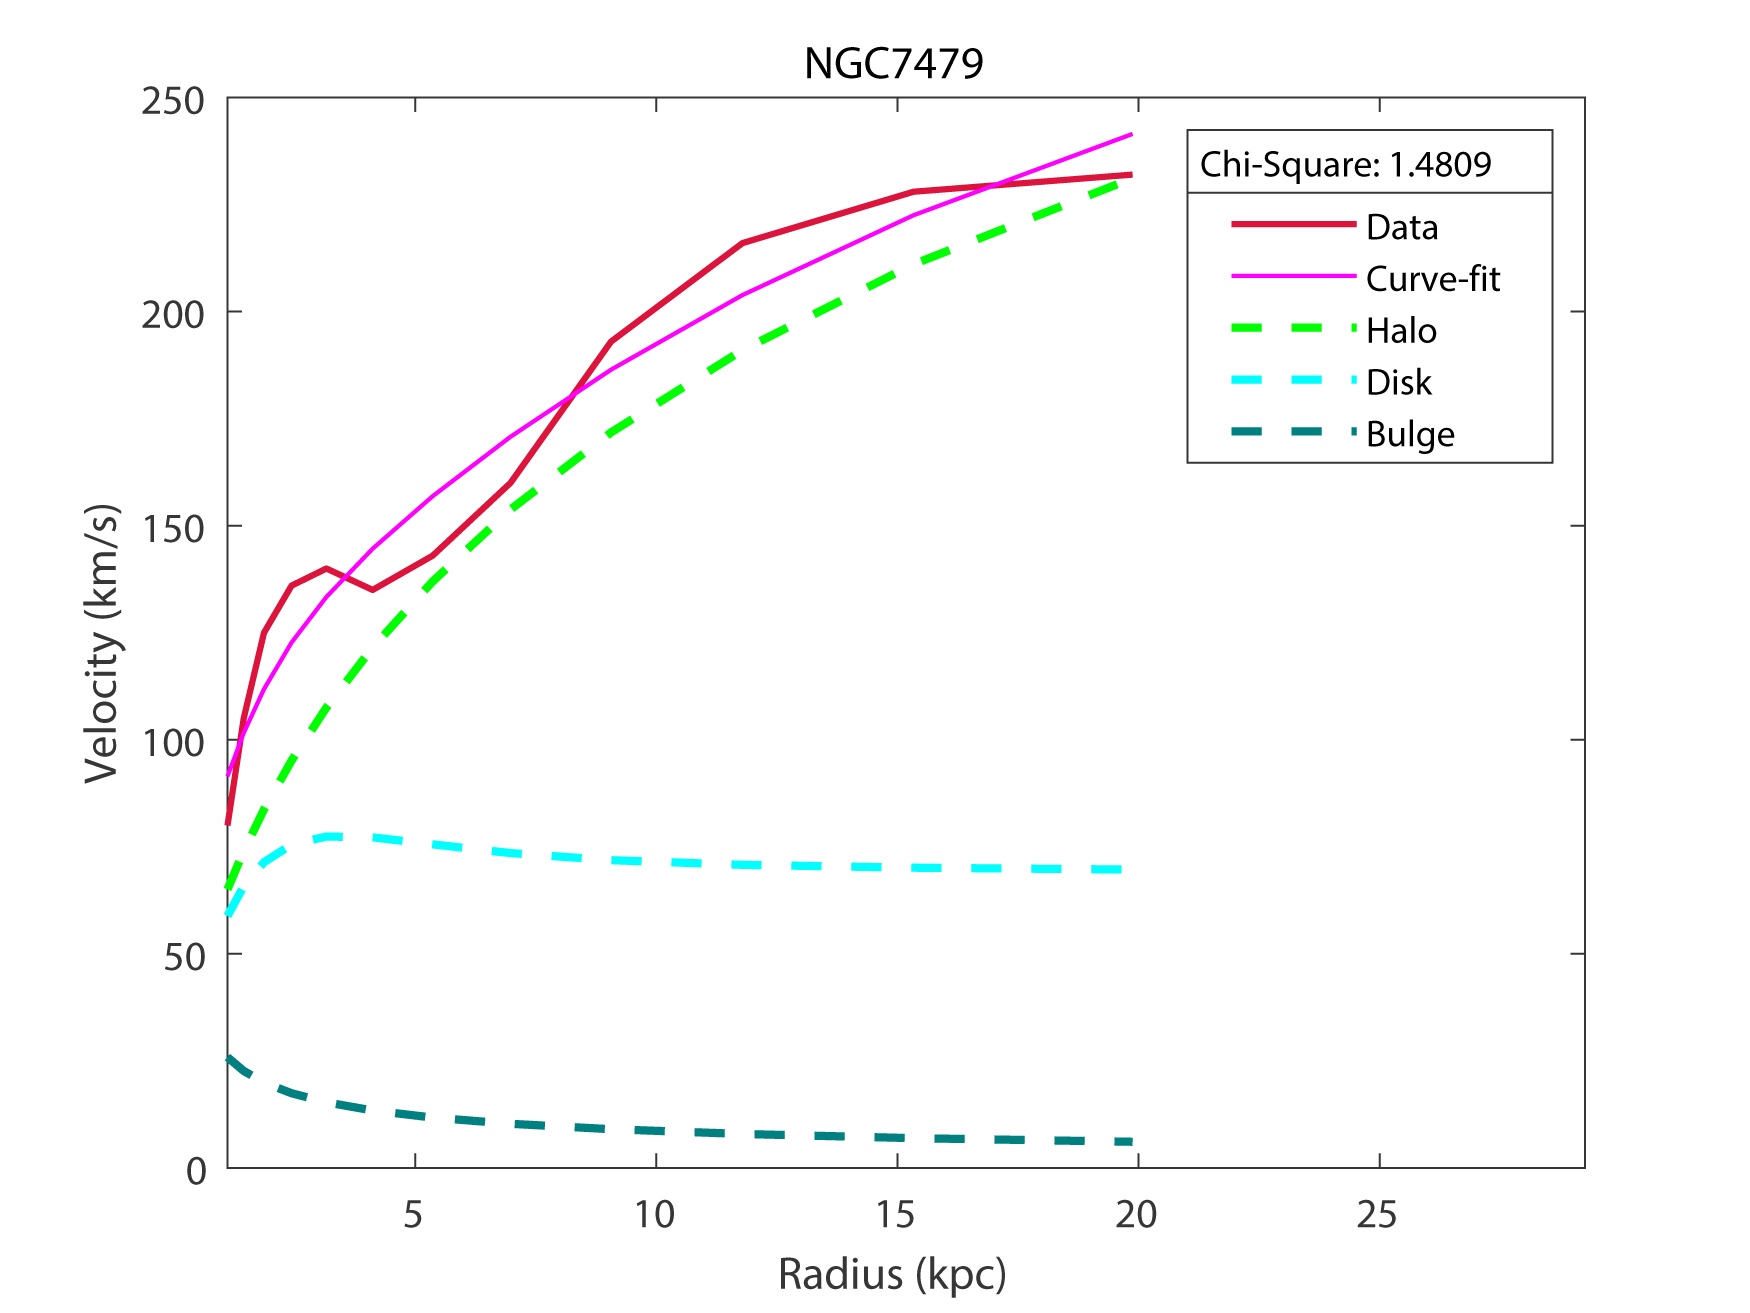 NGC7479
250
200
150
100
50
0
Velocity (km/s)
Chi-Square: 1.4809
Data
Curve-fit
Halo
Disk
Bulge
5 10 15 20 25
Radius (kpc)